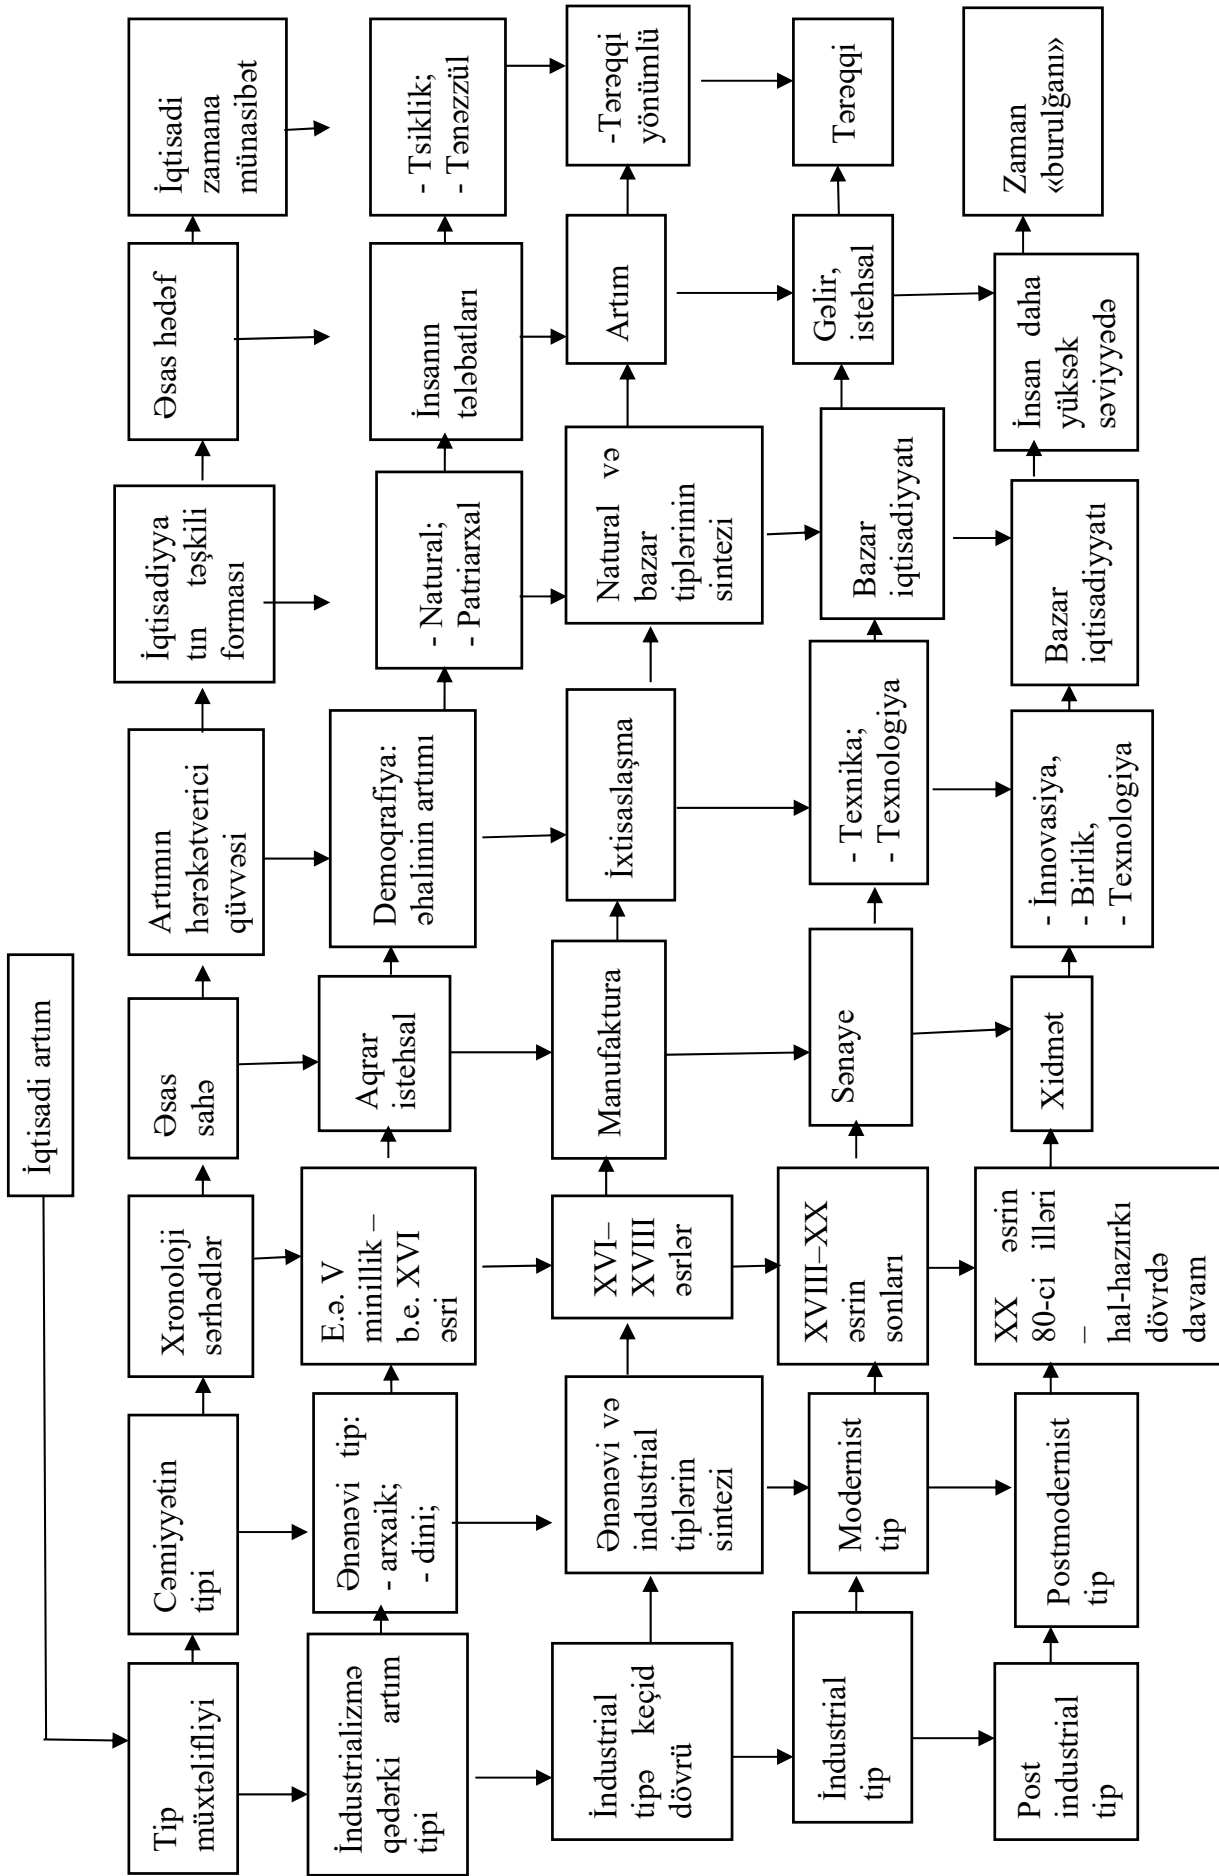 İqtisadi artım
Tip
müxtəlifliyi
Cəmiyyətin
tipi
Xronoloji
sərhədlər
Əsas
sahə
Artımın
hərəkətverici
qüvvəsi
İqtisadiyya
tın təşkili
forması
Əsas hədəf
İqtisadi
zamana
münasibət
İndustrializmə
qədərki artım
tipi
Ənənəvi tip:
- arxaik;
- dini;
E.ə. V
minillik –
b.e. XVI
əsri
Aqrar
istehsal
Demoqrafiya:
əhalinin artımı
- Natural;
- Patriarxal
İnsanın
tələbatları
- Tsiklik;
- Tənəzzül
İndustrial
tipə keçid
dövrü
Ənənəvi və
industrial
tiplərin
sintezi
XVI–
XVIII
əsrlər
Manufaktura
İxtisaslaşma
Natural və
bazar
tiplərinin
sintezi
Artım
-Tərəqqi
yönümlü
İndustrial
tip
Modernist
tip
XVIII–XX
əsrin
sonları
Sənaye
- Texnika;
- Texnologiya
Bazar
iqtisadiyyatı
Gəlir,
istehsal
Tərəqqi
Post
industrial
tip
Postmodernist
tip
XX əsrin
80-ci illəri
–
hal-hazırkı
dövrdə
davam
Xidmət
- İnnovasiya,
- Birlik,
- Texnologiya
Bazar
iqtisadiyyatı
İnsan daha
yüksək
səviyyədə
Zaman
«burulğanı»